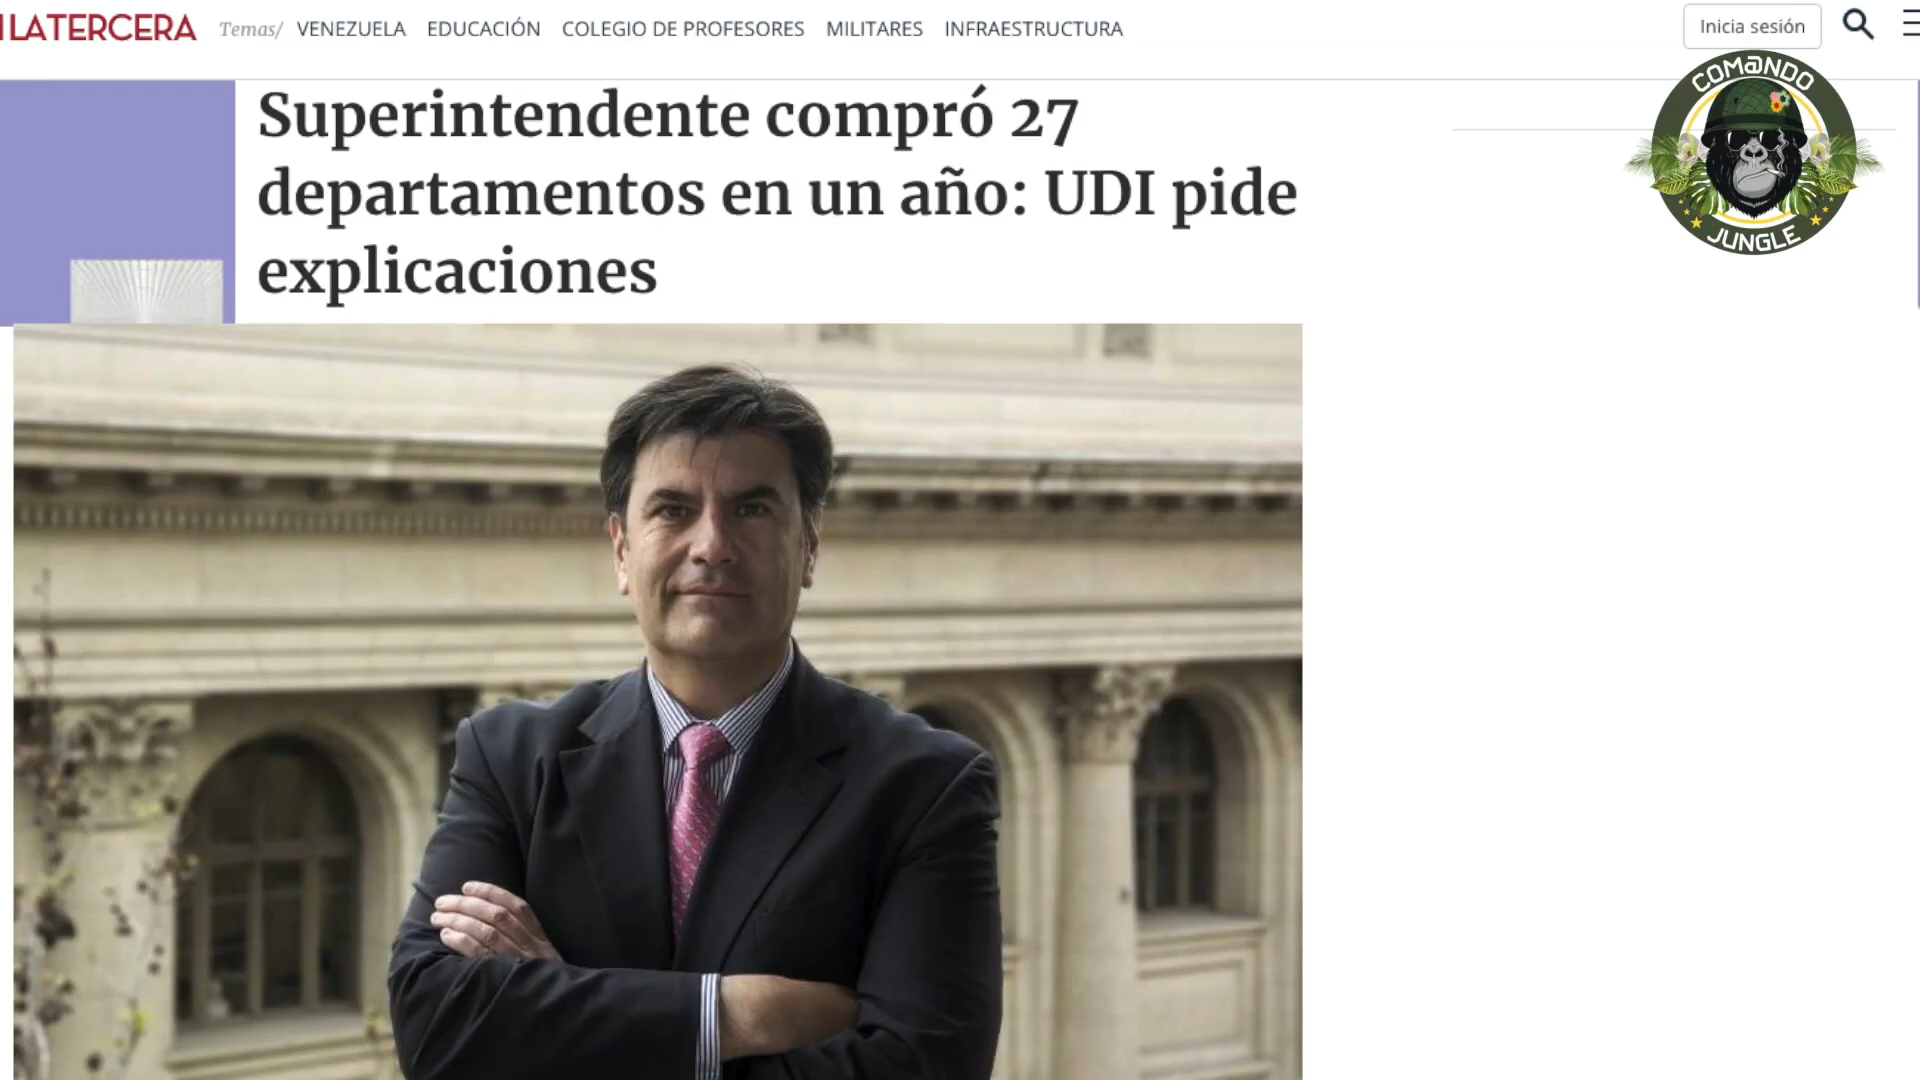 LATERCERA Temas/ VENEZUELA EDUCACIÓN COLEGIO DE PROFESORES MILITARES INFRAESTRUCTURA Inicia sesión
COM@NDO
JUNGLE
Superintendente compró 27
departamentos en un año: UDI pide
explicaciones